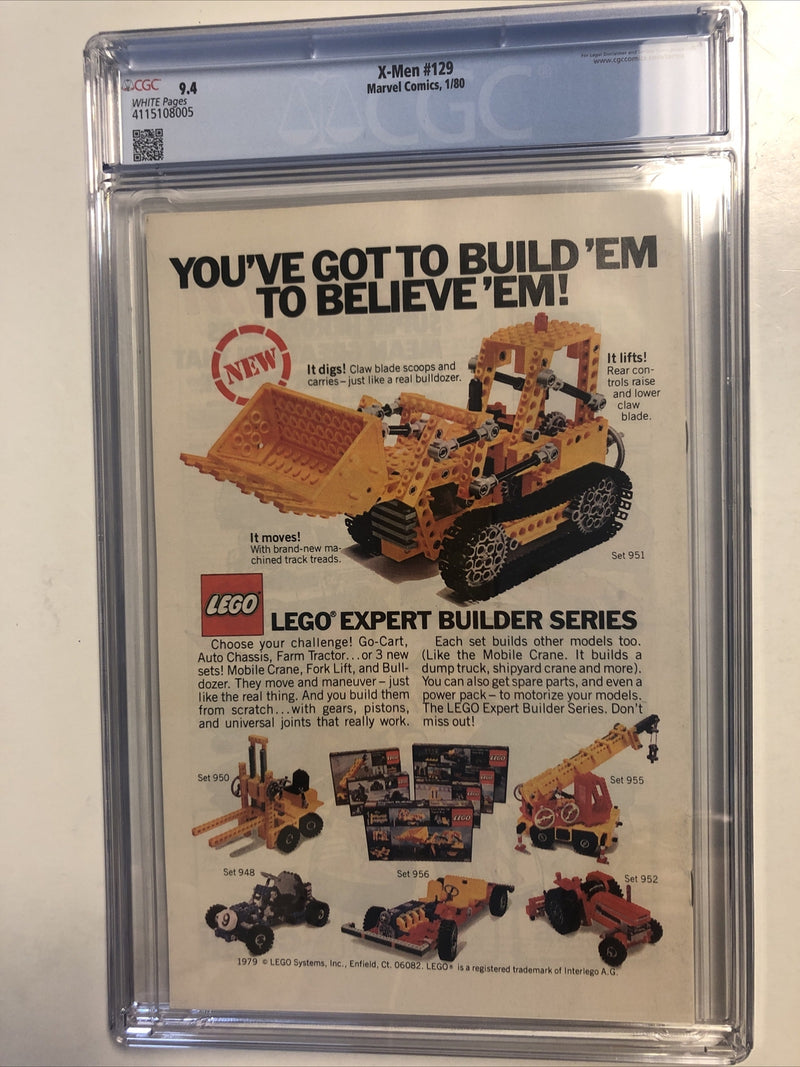 CGC 9.4
WHITE Pages
4115108005
X-Men #129
Marvel Comics, 1/80
CGC
YOU'VE GOT TO BUILD 'EM
TO BELIEVE 'EM!
NEW
It digs! Claw blade scoops and
carries – just like a real bulldozer.
It lifts!
Rear con-
trols raise
and lower
claw
blade.
It moves!
With brand-new ma-
chined track treads.
Set 951
LEGO
LEGO® EXPERT BUILDER SERIES
Choose your challenge! Go-Cart,
Auto Chassis, Farm Tractor...or 3 new
sets! Mobile Crane, Fork Lift, and Bull-
dozer. They move and maneuver – just
like the real thing. And you build them
from scratch...with gears, pistons,
and universal joints that really work.
Each set builds other models too.
(Like the Mobile Crane. It builds a
dump truck, shipyard crane and more).
You can also get spare parts, and even a
power pack – to motorize your models.
The LEGO Expert Builder Series. Don't
miss out!
Set 950
LEGO
LEGO
LEGO
Set 955
Set 948
Set 956
Set 952
9
1979 © LEGO Systems, Inc., Enfield, Ct. 06082. LEGO® is a registered trademark of Interlego A.G.